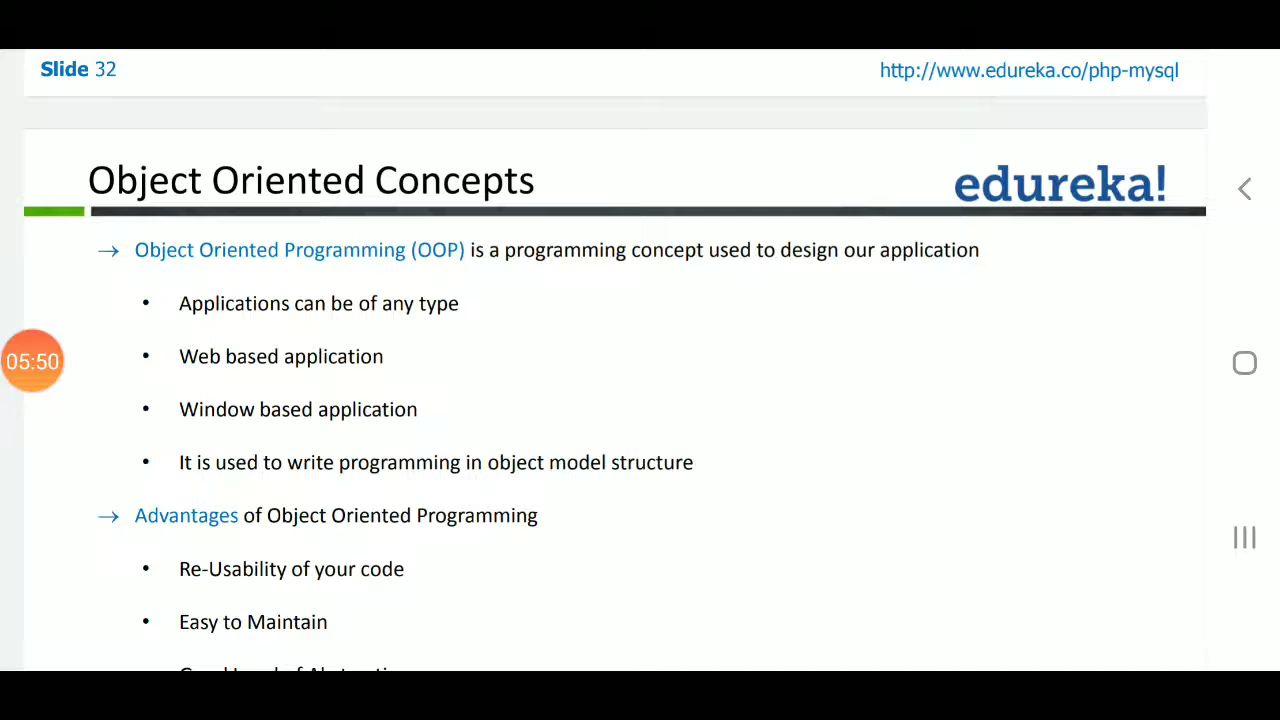 Slide 32
http://www.edureka.co/php-mysql
Object Oriented Concepts
edureka!
→ Object Oriented Programming (OOP) is a programming concept used to design our application
• Applications can be of any type
• Web based application
05:50
• Window based application
• It is used to write programming in object model structure
→ Advantages of Object Oriented Programming
• Re-Usability of your code
• Easy to Maintain